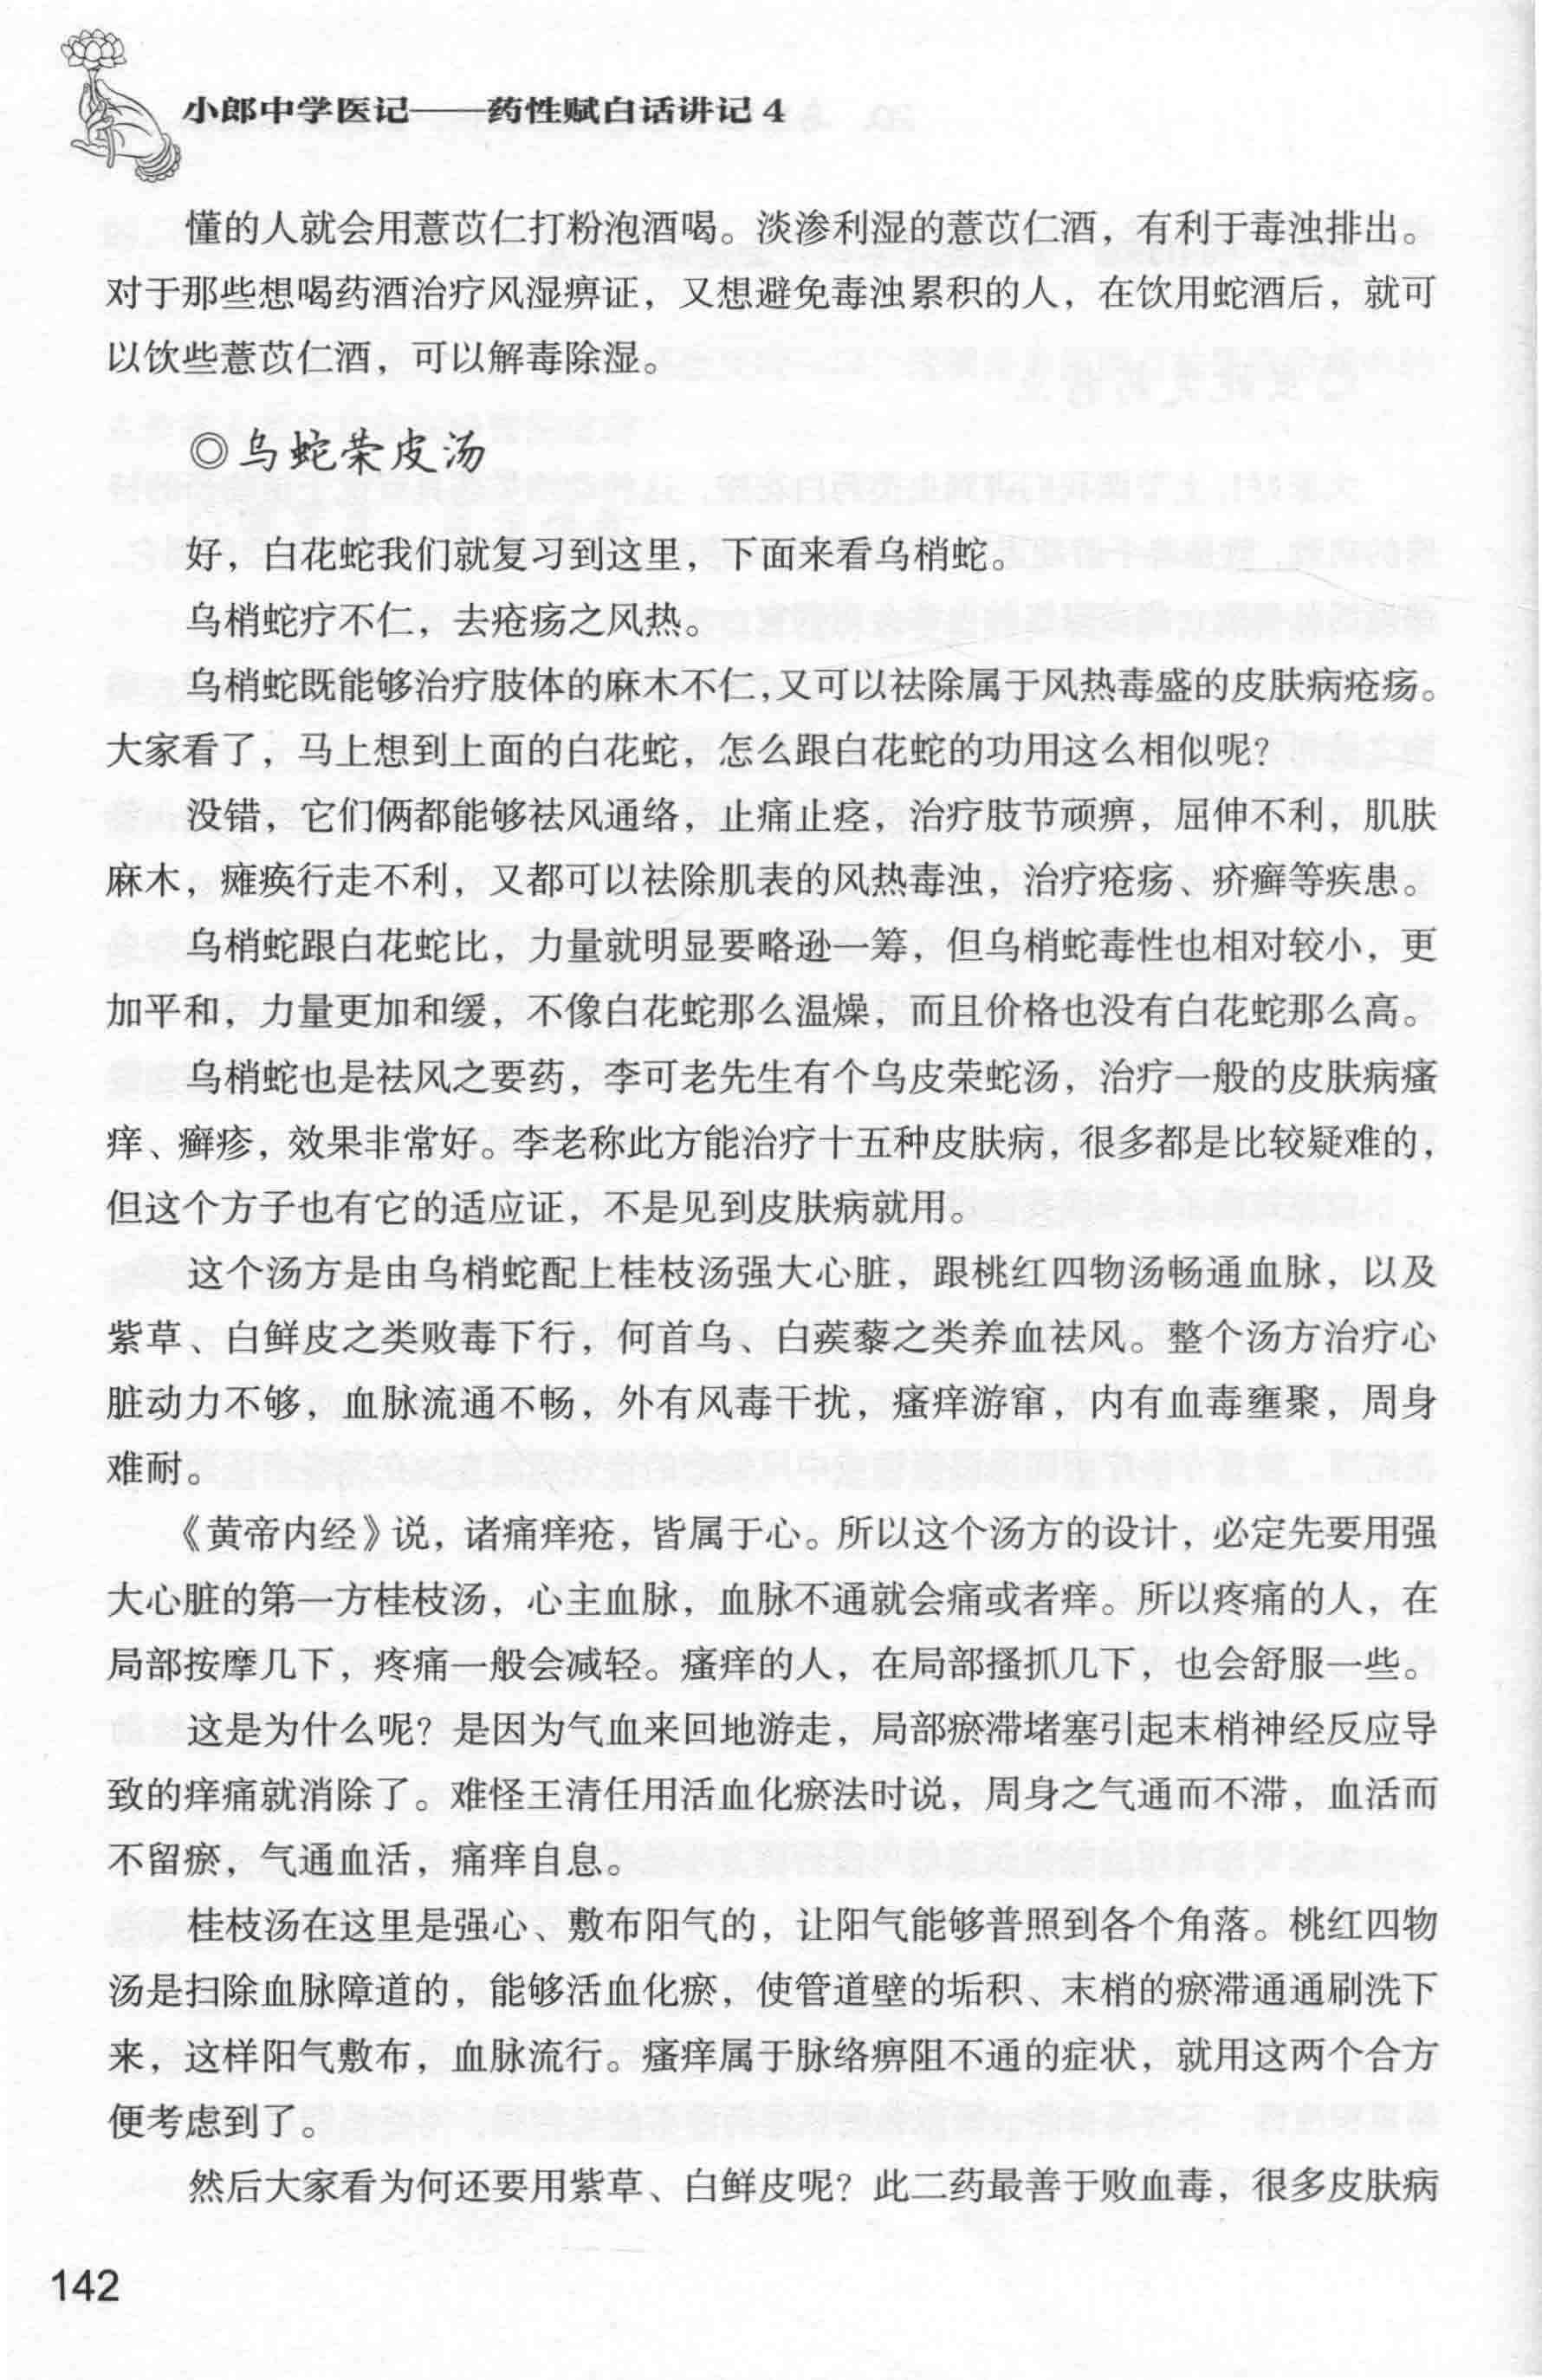 小郎中学医记——药性赋白话讲记 4
懂的人就会用薏苡仁打粉泡酒喝。淡渗利湿的薏苡仁酒，有利于毒浊排出。
对于那些想喝药酒治疗风湿痹证，又想避免毒浊累积的人，在饮用蛇酒后，就可
以饮些薏苡仁酒，可以解毒除湿。
◎乌蛇荣皮汤
好，白花蛇我们就复习到这里，下面来看乌梢蛇。
乌梢蛇疗不仁，去疮疡之风热。
乌梢蛇既能够治疗肢体的麻木不仁，又可以祛除属于风热毒盛的皮肤病疮疡。
大家看了，马上想到上面的白花蛇，怎么跟白花蛇的功用这么相似呢？
没错，它们俩都能够祛风通络，止痛止痉，治疗肢节顽痹，屈伸不利，肌肤
麻木，瘫痪行走不利，又都可以祛除肌表的风热毒浊，治疗疮疡、疥癣等疾患。
乌梢蛇跟白花蛇比，力量就明显要略逊一筹，但乌梢蛇毒性也相对较小，更
加平和，力量更加和缓，不像白花蛇那么温燥，而且价格也没有白花蛇那么高。
乌梢蛇也是祛风之要药，李可老先生有个乌皮荣蛇汤，治疗一般的皮肤病瘙
痒、癣疹，效果非常好。李老称此方能治疗十五种皮肤病，很多都是比较疑难的，
但这个方子也有它的适应证，不是见到皮肤病就用。
这个汤方是由乌梢蛇配上桂枝汤强大心脏，跟桃红四物汤畅通血脉，以及
紫草、白鲜皮之类败毒下行，何首乌、白蒺藜之类养血祛风。整个汤方治疗心
脏动力不够，血脉流通不畅，外有风毒干扰，瘙痒游窜，内有血毒壅聚，周身
难耐。
《黄帝内经》说，诸痛痒疮，皆属于心。所以这个汤方的设计，必定先要用强
大心脏的第一方桂枝汤，心主血脉，血脉不通就会痛或者痒。所以疼痛的人，在
局部按摩几下，疼痛一般会减轻。瘙痒的人，在局部搔抓几下，也会舒服一些。
这是为什么呢？是因为气血来回地游走，局部瘀滞堵塞引起末梢神经反应导
致的痒痛就消除了。难怪王清任用活血化瘀法时说，周身之气通而不滞，血活而
不留瘀，气通血活，痛痒自息。
桂枝汤在这里是强心、敷布阳气的，让阳气能够普照到各个角落。桃红四物
汤是扫除血脉障道的，能够活血化瘀，使管道壁的垢积、末梢的瘀滞通通刷洗下
来，这样阳气敷布，血脉流行。瘙痒属于脉络痹阻不通的症状，就用这两个合方
便考虑到了。
然后大家看为何还要用紫草、白鲜皮呢？此二药最善于败血毒，很多皮肤病
142